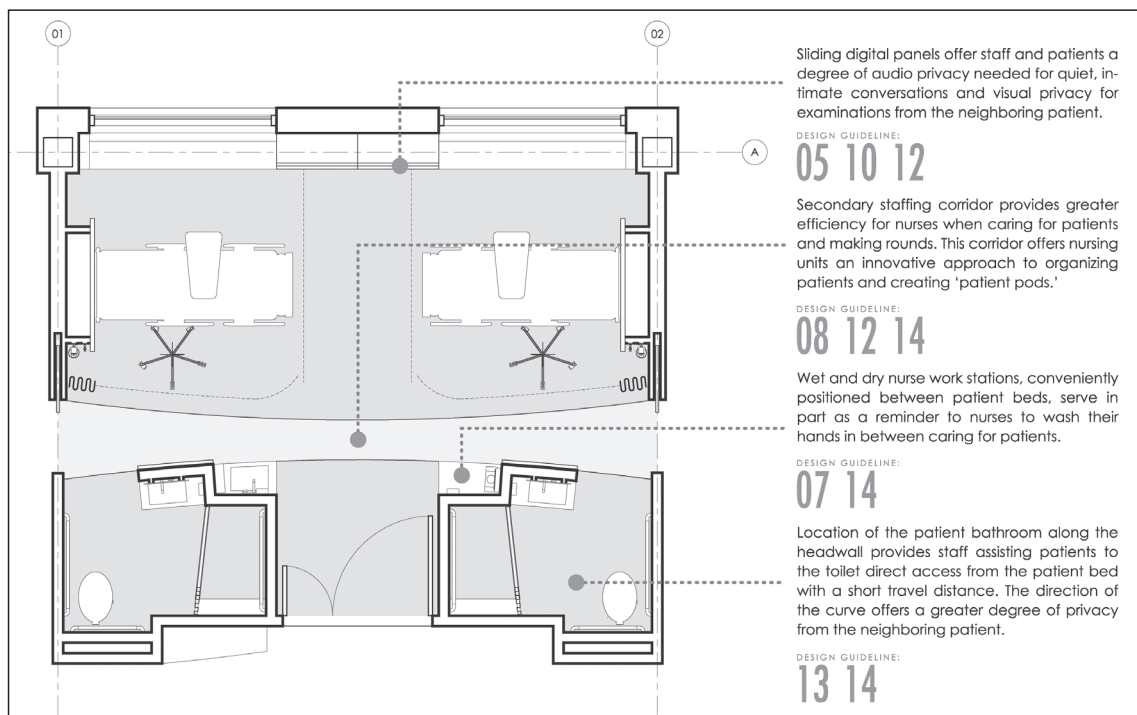 01
02
A
Sliding digital panels offer staff and patients a
degree of audio privacy needed for quiet, in-
timate conversations and visual privacy for
examinations from the neighboring patient.
DESIGN GUIDELINE:
05 10 12
Secondary staffing corridor provides greater
efficiency for nurses when caring for patients
and making rounds. This corridor offers nursing
units an innovative approach to organizing
patients and creating ‘patient pods.’
DESIGN GUIDELINE:
08 12 14
Wet and dry nurse work stations, conveniently
positioned between patient beds, serve in
part as a reminder to nurses to wash their
hands in between caring for patients.
DESIGN GUIDELINE:
07 14
Location of the patient bathroom along the
headwall provides staff assisting patients to
the toilet direct access from the patient bed
with a short travel distance. The direction of
the curve offers a greater degree of privacy
from the neighboring patient.
DESIGN GUIDELINE:
13 14